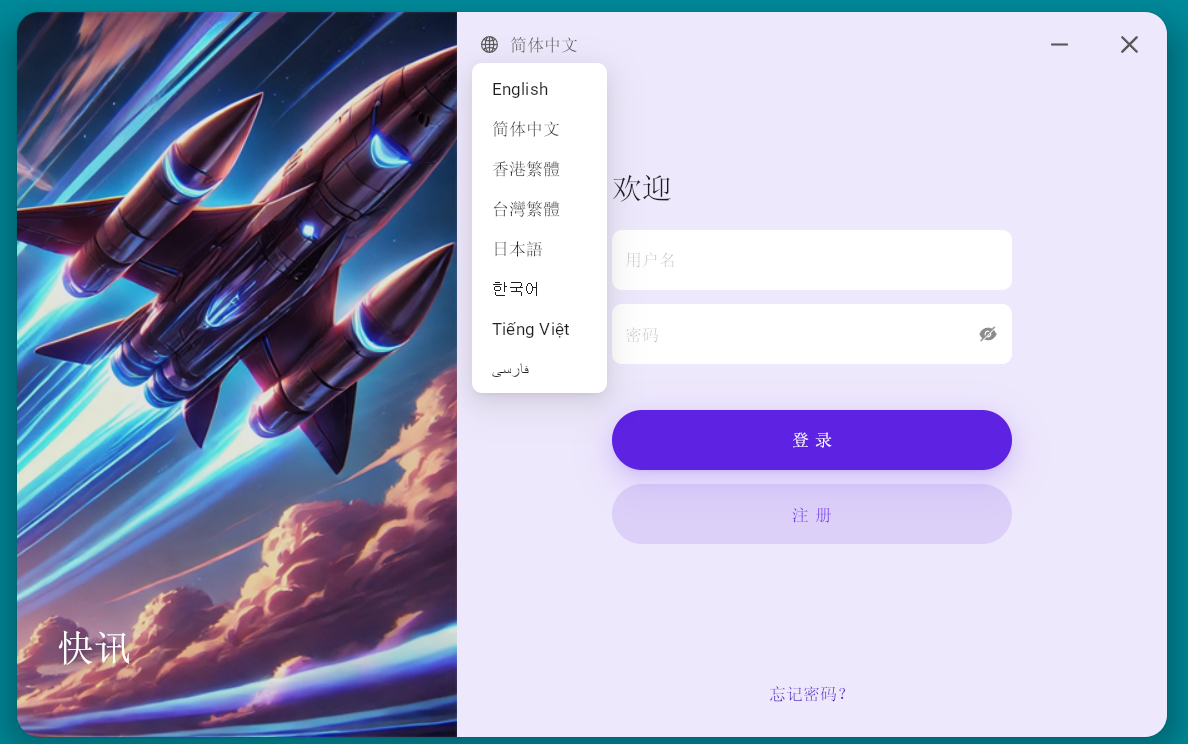 简体中文
English
简体中文
香港繁體
台灣繁體
日本語
한국어
Tiếng Việt
فارسی
欢迎
用户名
密码
登录
注册
忘记密码?
快讯